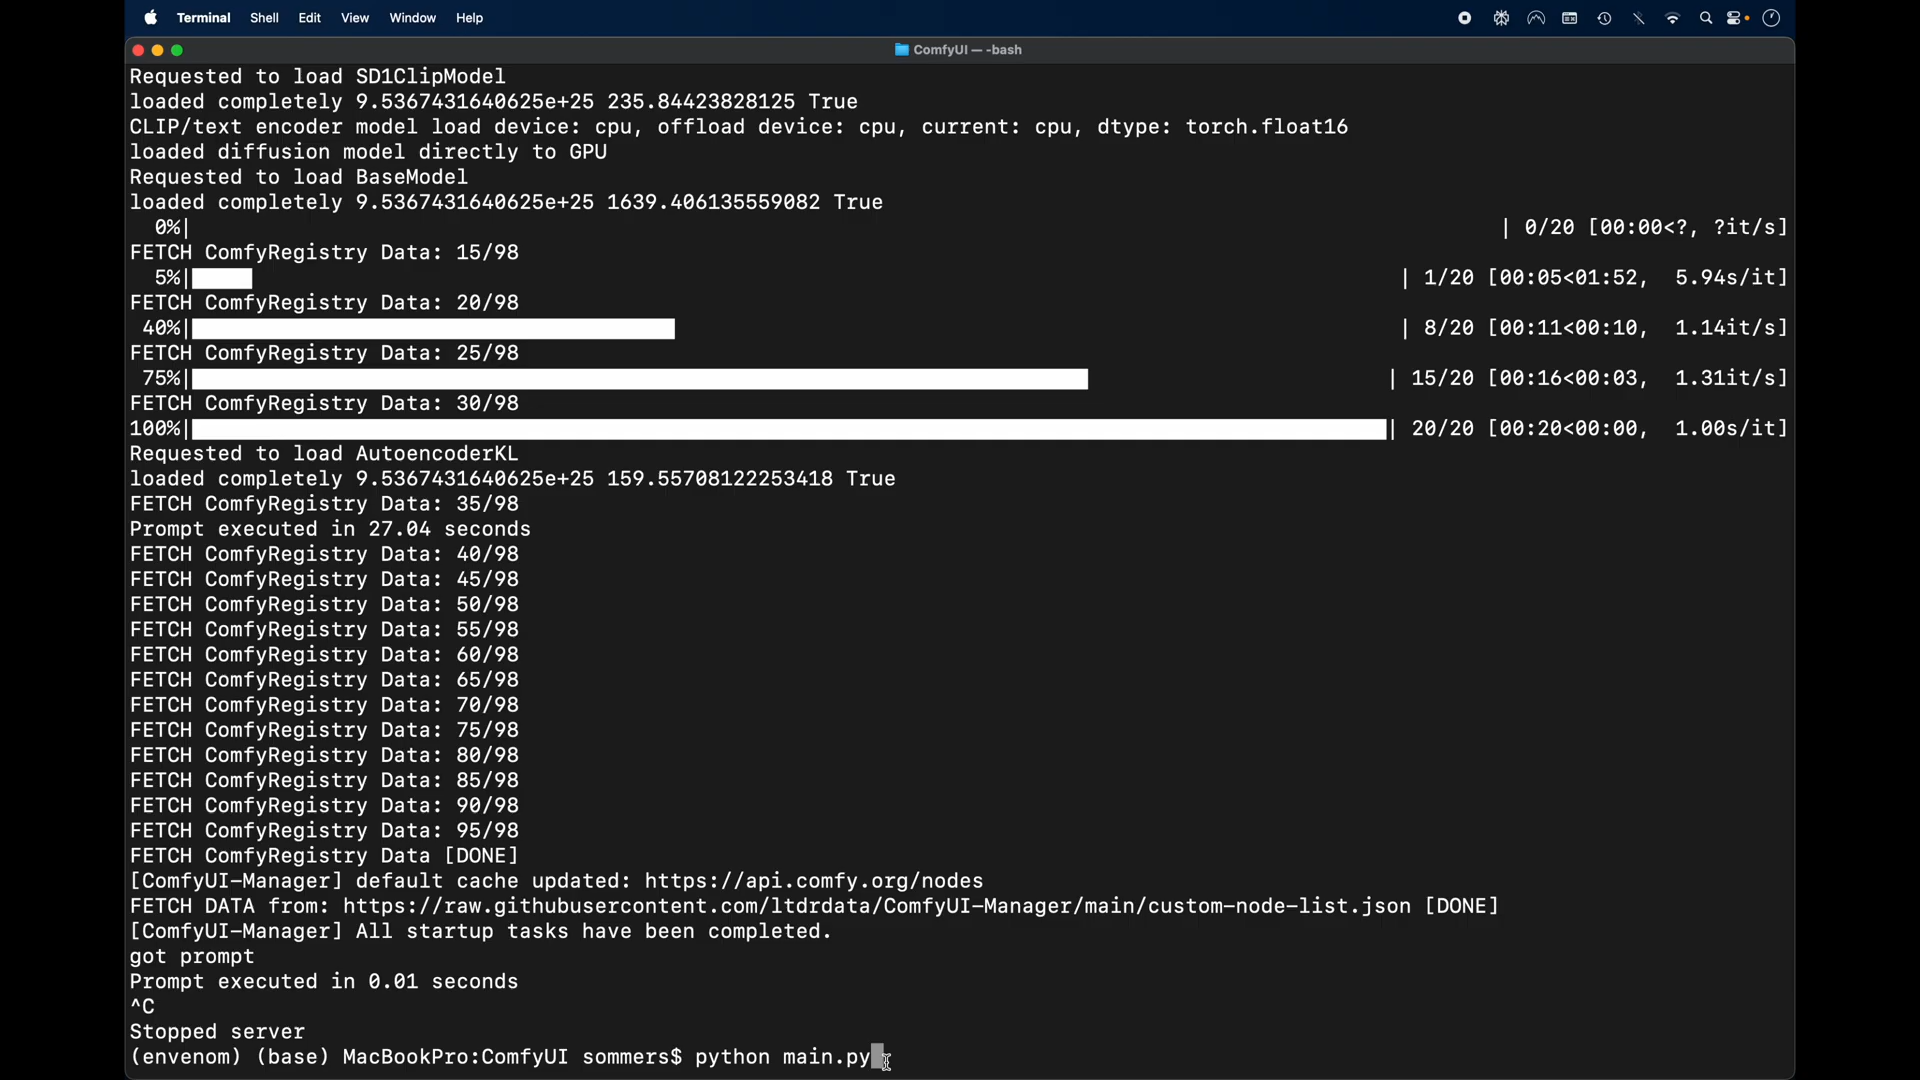 Terminal Shell Edit View Window Help
ComfyUI — -bash
Requested to load SD1ClipModel
loaded completely 9.5367431640625e+25 235.84423828125 True
CLIP/text encoder model load device: cpu, offload device: cpu, current: cpu, dtype: torch.float16
loaded diffusion model directly to GPU
Requested to load BaseModel
loaded completely 9.5367431640625e+25 1639.406135559082 True
0%| | 0/20 [00:00<?, ?it/s]
FETCH ComfyRegistry Data: 15/98
5%| | 1/20 [00:05<01:52, 5.94s/it]
FETCH ComfyRegistry Data: 20/98
40%| | 8/20 [00:11<00:10, 1.14it/s]
FETCH ComfyRegistry Data: 25/98
75%| | 15/20 [00:16<00:03, 1.31it/s]
FETCH ComfyRegistry Data: 30/98
100%| | 20/20 [00:20<00:00, 1.00s/it]
Requested to load AutoencoderKL
loaded completely 9.5367431640625e+25 159.55708122253418 True
FETCH ComfyRegistry Data: 35/98
Prompt executed in 27.04 seconds
FETCH ComfyRegistry Data: 40/98
FETCH ComfyRegistry Data: 45/98
FETCH ComfyRegistry Data: 50/98
FETCH ComfyRegistry Data: 55/98
FETCH ComfyRegistry Data: 60/98
FETCH ComfyRegistry Data: 65/98
FETCH ComfyRegistry Data: 70/98
FETCH ComfyRegistry Data: 75/98
FETCH ComfyRegistry Data: 80/98
FETCH ComfyRegistry Data: 85/98
FETCH ComfyRegistry Data: 90/98
FETCH ComfyRegistry Data: 95/98
FETCH ComfyRegistry Data [DONE]
[ComfyUI-Manager] default cache updated: https://api.comfy.org/nodes
FETCH DATA from: https://raw.githubusercontent.com/ltdrdata/ComfyUI-Manager/main/custom-node-list.json [DONE]
[ComfyUI-Manager] All startup tasks have been completed.
got prompt
Prompt executed in 0.01 seconds
^C
Stopped server
(envenom) (base) MacBookPro:ComfyUI sommers$ python main.py